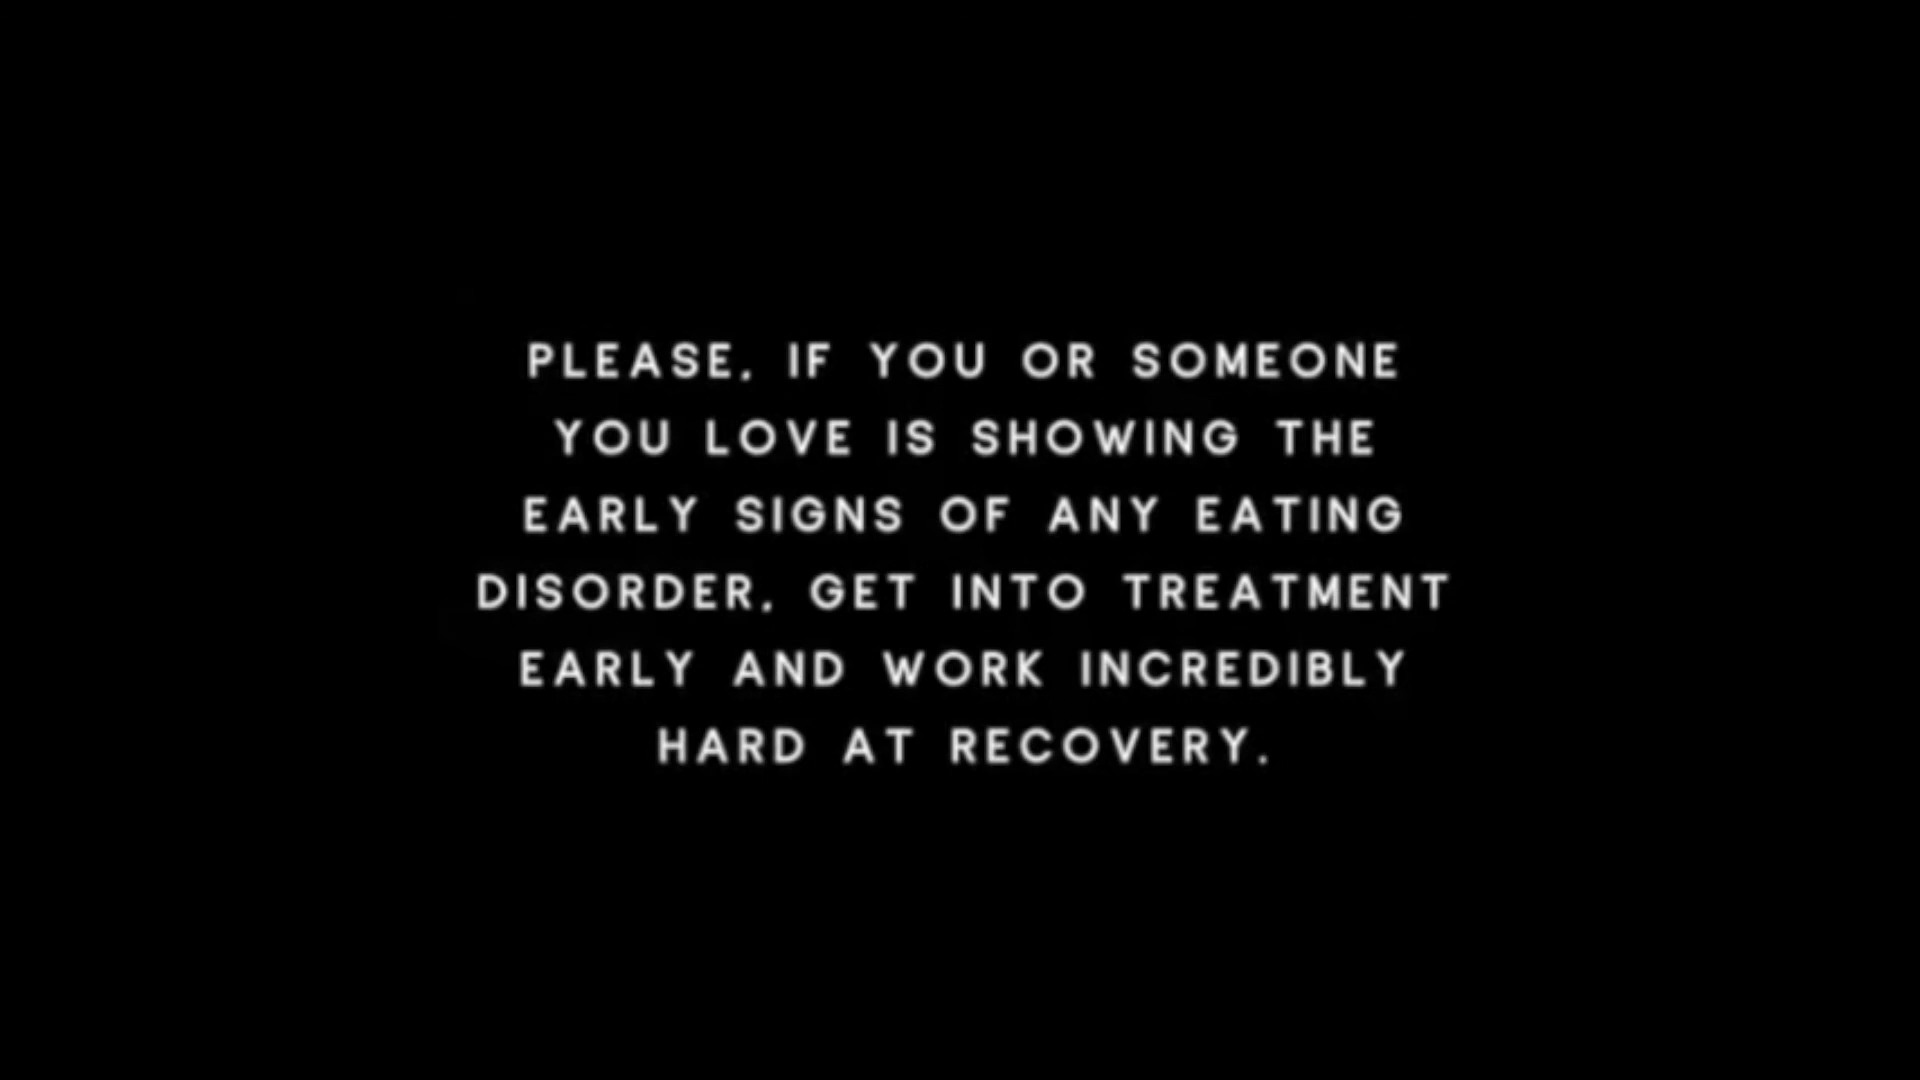 PLEASE, IF YOU OR SOMEONE
YOU LOVE IS SHOWING THE
EARLY SIGNS OF ANY EATING
DISORDER, GET INTO TREATMENT
EARLY AND WORK INCREDIBLY
HARD AT RECOVERY.